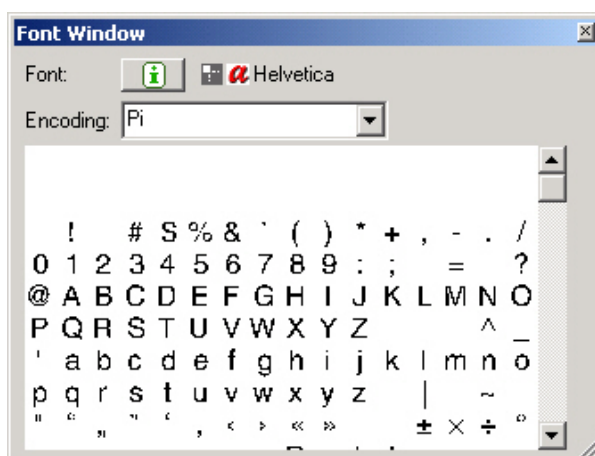 Font Window
Font: Helvetica
Encoding: Pi
! # S % & ` ( ) * + , - . /
0 1 2 3 4 5 6 7 8 9 : ; = ?
@ A B C D E F G H I J K L M N O
P Q R S T U V W X Y Z ^ _
' a b c d e f g h i j k l m n o
p q r s t u v w x y z | ~
" “ „ ” ‘ ‚ ‹ › « » ± × ÷ °